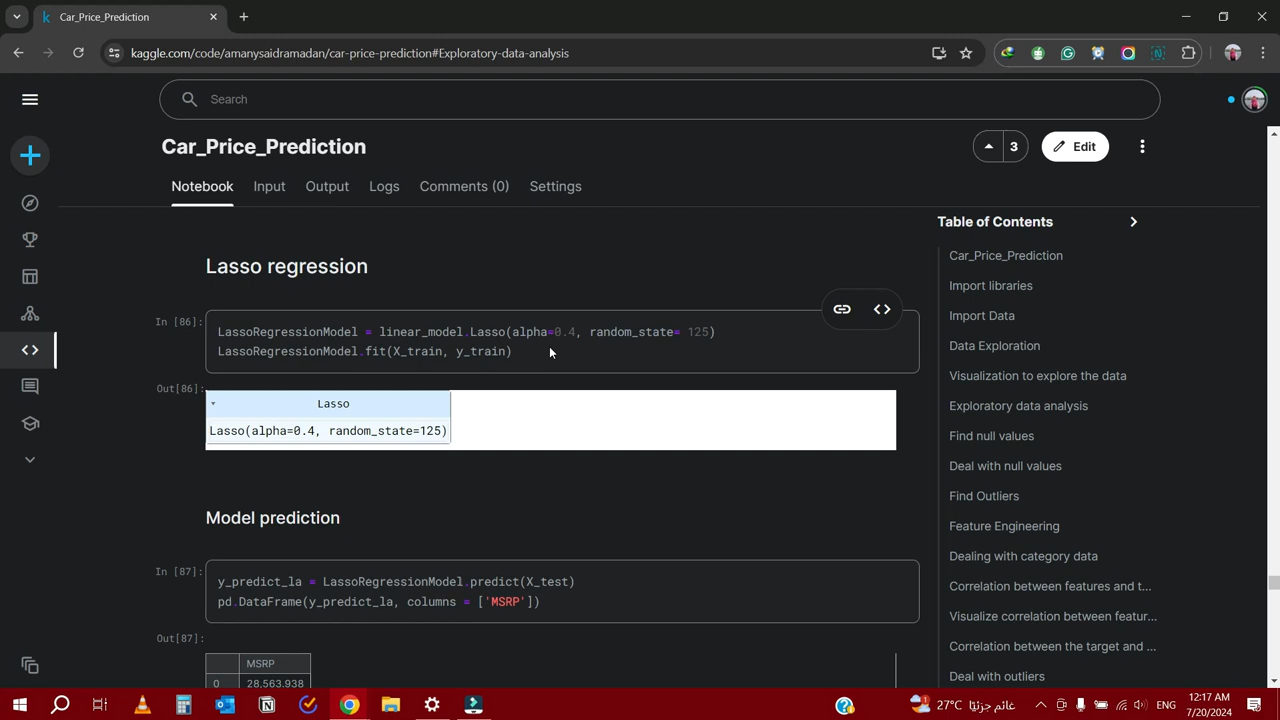 Car_Price_Prediction
kaggle.com/code/amanysaidramadan/car-price-prediction#Exploratory-data-analysis
Search
Car_Price_Prediction
3
Edit
Notebook
Input
Output
Logs
Comments (0)
Settings
Lasso regression
In [86]:
LassoRegressionModel = linear_model.Lasso(alpha=0.4, random_state= 125)
LassoRegressionModel.fit(X_train, y_train)
Out[86]:
Lasso
Lasso(alpha=0.4, random_state=125)
Model prediction
In [87]:
y_predict_la = LassoRegressionModel.predict(X_test)
pd.DataFrame(y_predict_la, columns = ['MSRP'])
Out[87]:
MSRP
0 28,563.938
Table of Contents
Car_Price_Prediction
Import libraries
Import Data
Data Exploration
Visualization to explore the data
Exploratory data analysis
Find null values
Deal with null values
Find Outliers
Feature Engineering
Dealing with category data
Correlation between features and t...
Visualize correlation between featur...
Correlation between the target and ...
Deal with outliers
27°C غائم جزئيًا
ENG
12:17 AM
7/20/2024